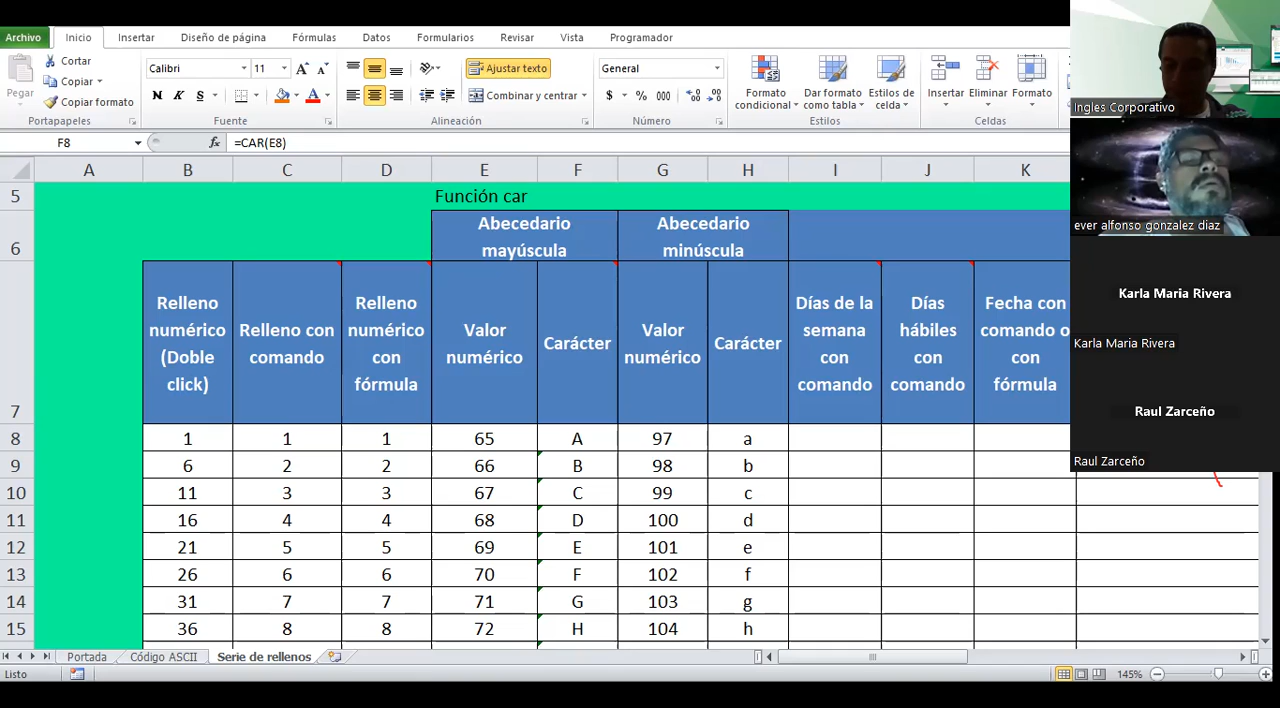 Archivo Inicio Insertar Diseño de página Fórmulas Datos Formularios Revisar Vista Programador
Cortar
Copiar
Copiar formato
Pegar
Portapapeles
Calibri 11
N K S
Fuente
Ajustar texto
Combinar y centrar
Alineación
General
$ % 000
Número
Formato condicional
Dar formato como tabla
Estilos de celda
Estilos
Insertar Eliminar Formato
Celdas
F8 fx =CAR(E8)
A B C D E F G H I J K
5 Función car
6 Abecedario mayúscula Abecedario minúscula
7 Relleno numérico (Doble click) Relleno con comando Relleno numérico con fórmula Valor numérico Carácter Valor numérico Carácter Días de la semana con comando Días hábiles con comando Fecha con comando o con fórmula
8 1 1 1 65 A 97 a
9 6 2 2 66 B 98 b
10 11 3 3 67 C 99 c
11 16 4 4 68 D 100 d
12 21 5 5 69 E 101 e
13 26 6 6 70 F 102 f
14 31 7 7 71 G 103 g
15 36 8 8 72 H 104 h
Portada Código ASCII Serie de rellenos
Listo 145%
Ingles Corporativo
ever alfonso gonzalez diaz
Karla Maria Rivera
Karla Maria Rivera
Raul Zarceño
Raul Zarceño